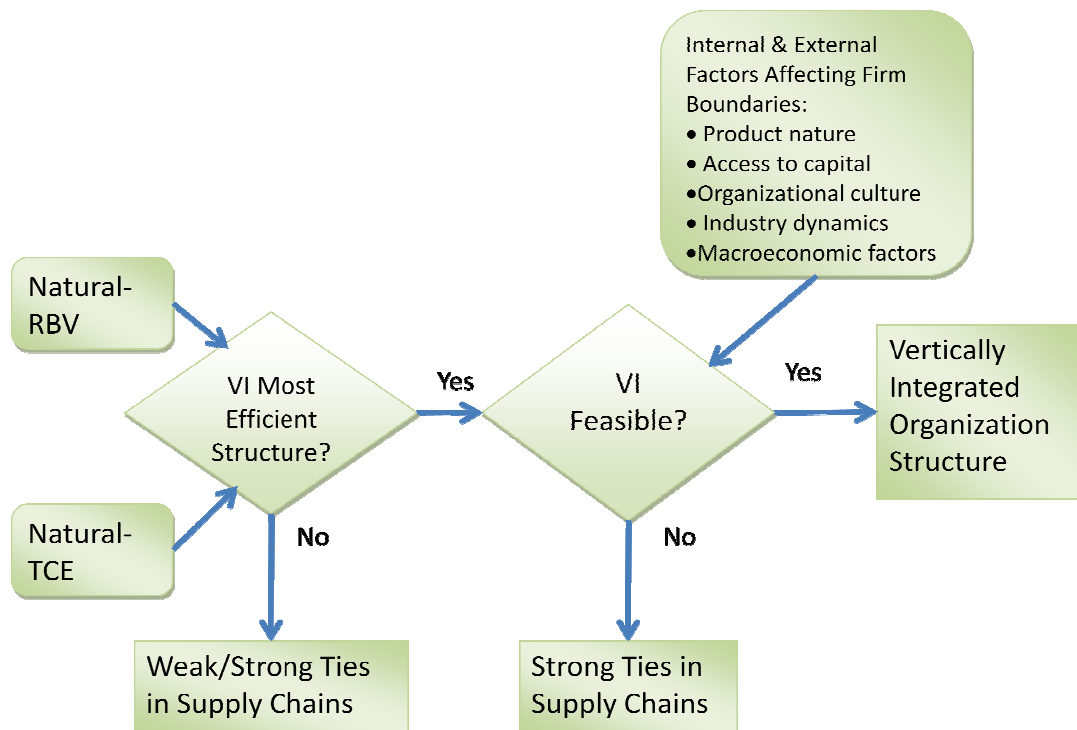 Internal & External
Factors Affecting Firm
Boundaries:
• Product nature
• Access to capital
•Organizational culture
• Industry dynamics
•Macroeconomic factors
Natural-
RBV
VI Most
Efficient
Structure?
Yes
VI
Feasible?
Yes
Vertically
Integrated
Organization
Structure
Natural-
TCE
No
No
Weak/Strong Ties
in Supply Chains
Strong Ties in
Supply Chains